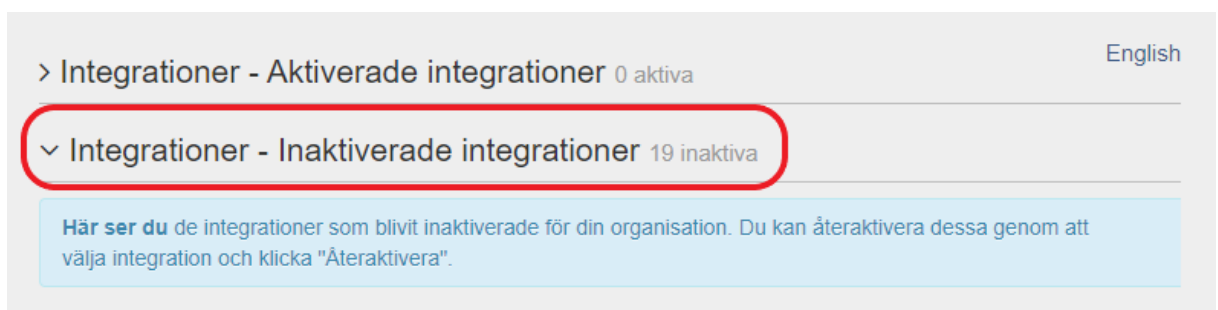 English
Integrationer - Aktiverade integrationer 0 aktiva
Integrationer - Inaktiverade integrationer 19 inaktiva
Här ser du de integrationer som blivit inaktiverade för din organisation. Du kan återaktivera dessa genom att
välja integration och klicka "Återaktivera".